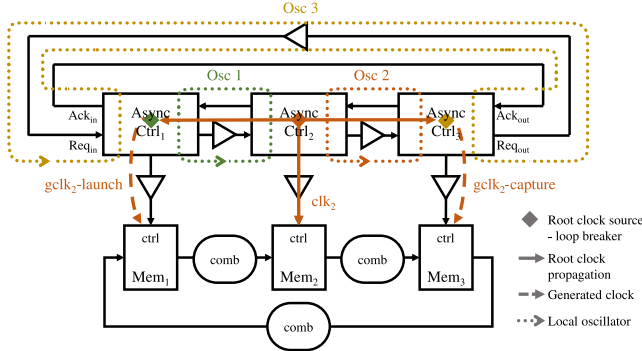 Osc 3
Osc 1
Osc 2
Ack_in
Async
Ctrl_1
Req_in
Async
Ctrl_2
Async
Ctrl_3
Ack_out
Req_out
gclk_2-launch
clk_2
gclk_2-capture
ctrl
Mem_1
comb
ctrl
Mem_2
comb
ctrl
Mem_3
comb
Root clock source
- loop breaker
Root clock
propagation
Generated clock
Local oscillator